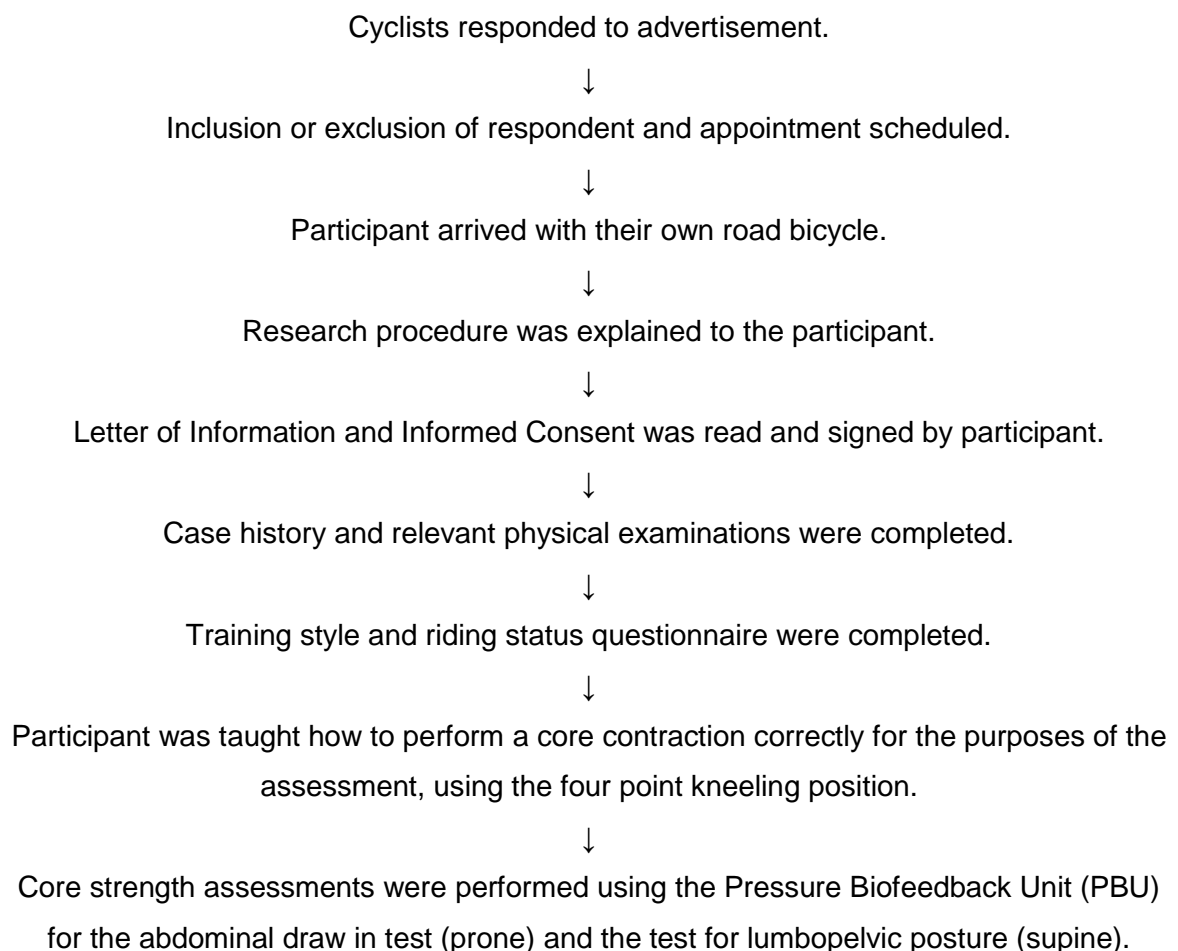 Cyclists responded to advertisement.
↓
Inclusion or exclusion of respondent and appointment scheduled.
↓
Participant arrived with their own road bicycle.
↓
Research procedure was explained to the participant.
↓
Letter of Information and Informed Consent was read and signed by participant.
↓
Case history and relevant physical examinations were completed.
↓
Training style and riding status questionnaire were completed.
↓
Participant was taught how to perform a core contraction correctly for the purposes of the
assessment, using the four point kneeling position.
↓
Core strength assessments were performed using the Pressure Biofeedback Unit (PBU)
for the abdominal draw in test (prone) and the test for lumbopelvic posture (supine).